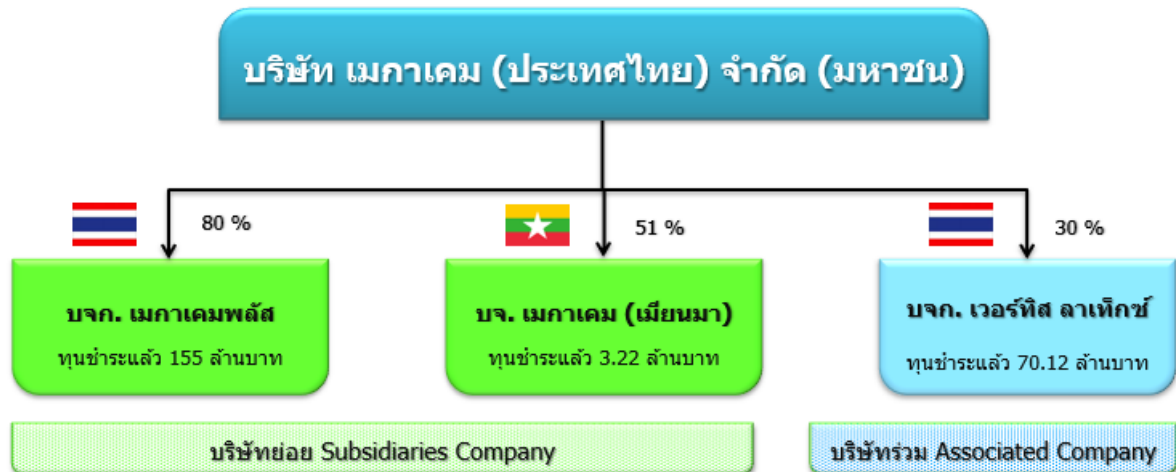 บริษัท เมกาเคม (ประเทศไทย) จำกัด (มหาชน)
80 %
51 %
30 %
บจก. เมกาเคมพลัส
ทุนชำระแล้ว 155 ล้านบาท
บจ. เมกาเคม (เมียนมา)
ทุนชำระแล้ว 3.22 ล้านบาท
บจก. เวอร์ทิส ลาเท็กซ์
ทุนชำระแล้ว 70.12 ล้านบาท
บริษัทย่อย Subsidiaries Company
บริษัทร่วม Associated Company